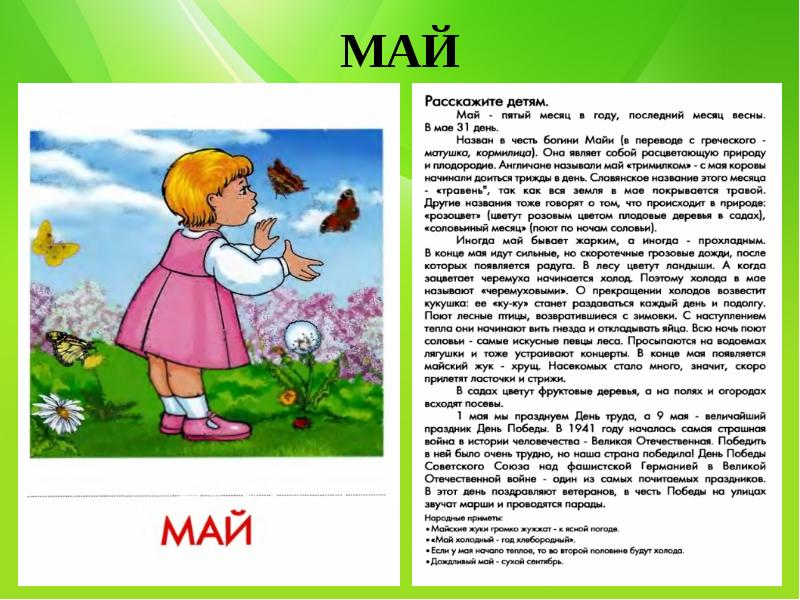 МАЙ
Расскажите детям.
Май - пятый месяц в году, последний месяц весны.
В мае 31 день.
Назван в честь богини Майи (в переводе с греческого -
матушка, кормилица). Она являет собой расцветающую природу
и плодородие. Англичане называли май «тримилком» - с мая коровы
начинали доиться трижды в день. Славянское название этого месяца
- «травень", так как вся земля в мае покрывается травой.
Другие названия тоже говорят о том, что происходит в природе:
«розоцвет» (цветут розовым цветом плодовые деревья в садах),
«соловьиный месяц» (поют по ночам соловьи).
Иногда май бывает жарким, а иногда - прохладным.
В конце мая идут сильные, но скоротечные грозовые дожди, после
которых появляется радуга. В лесу цветут ландыши. А когда
зацветает черемуха начинается холод. Поэтому холода в мае
называют «черемуховыми». О прекращении холодов возвестит
кукушка: ее «ку-ку» станет раздаваться каждый день и подолгу.
Поют лесные птицы, возвратившиеся с зимовки. С наступлением
тепла они начинают вить гнезда и откладывать яйца. Всю ночь поют
соловьи - самые искусные певцы леса. Просыпаются на водоемах
лягушки и тоже устраивают концерты. В конце мая появляется
майский жук - хрущ. Насекомых стало много, значит, скоро
прилетят ласточки и стрижи.
В садах цветут фруктовые деревья, а на полях и огородах
всходят посевы.
1 мая мы празднуем День труда, а 9 мая - величайший
праздник День Победы. В 1941 году началась самая страшная
война в истории человечества - Великая Отечественная. Победить
в ней было очень трудно, но наша страна победила! День Победы
Советского Союза над фашистской Германией в Великой
Отечественной войне - один из самых почитаемых праздников.
В этот день поздравляют ветеранов, в честь Победы на улицах
звучат марши и проводятся парады.
Народные приметы:
• Майские жуки громко жужжат - к ясной погоде.
• «Май холодный - год хлебородный».
• Если у мая начало теплое, то во второй половине будут холода.
• Дождливый май - сухой сентябрь.
МАЙ